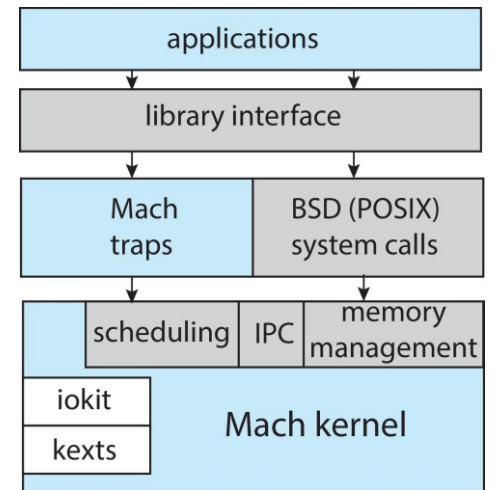 applications
library interface
Mach
traps
BSD (POSIX)
system calls
scheduling
IPC
memory
management
iokit
kexts
Mach kernel